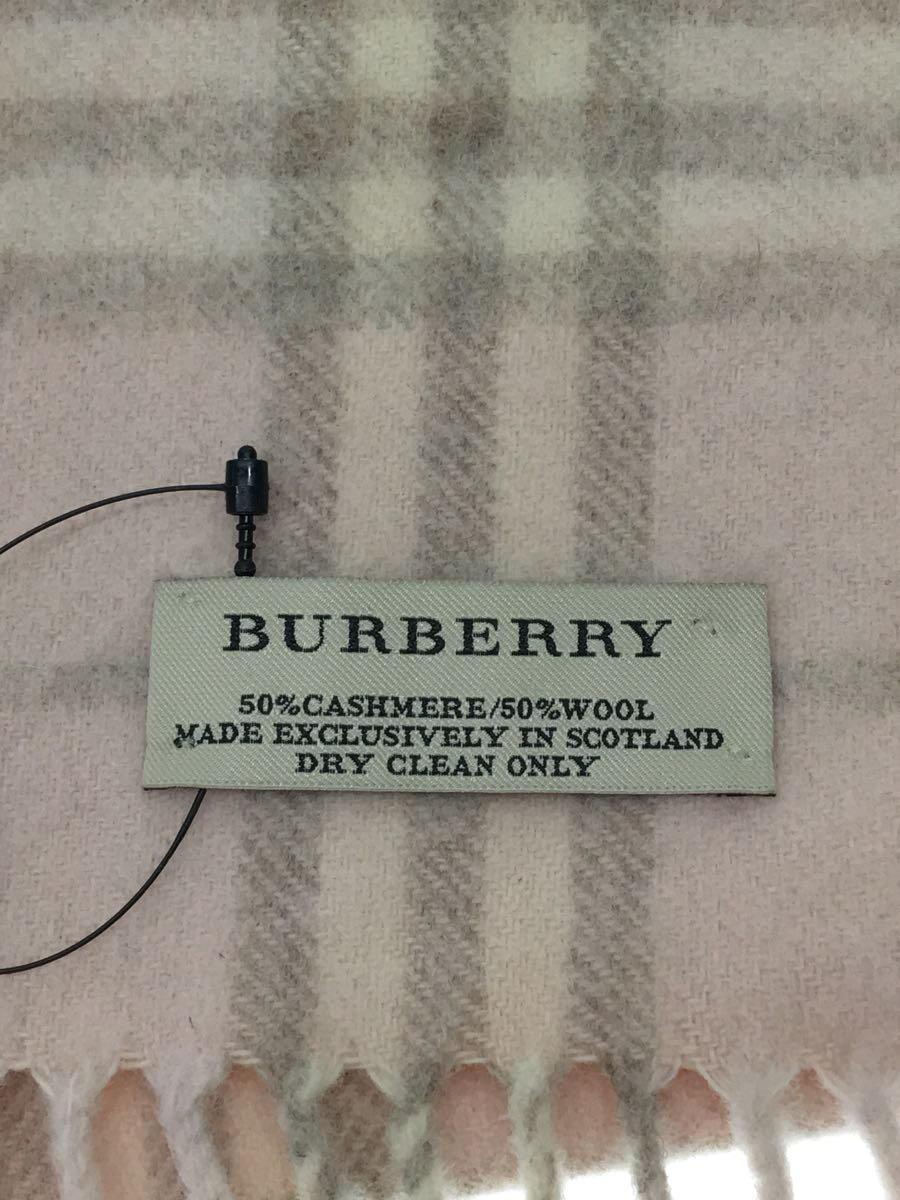 BURBERRY
50%CASHMERE/50%WOOL
MADE EXCLUSIVELY IN SCOTLAND
DRY CLEAN ONLY